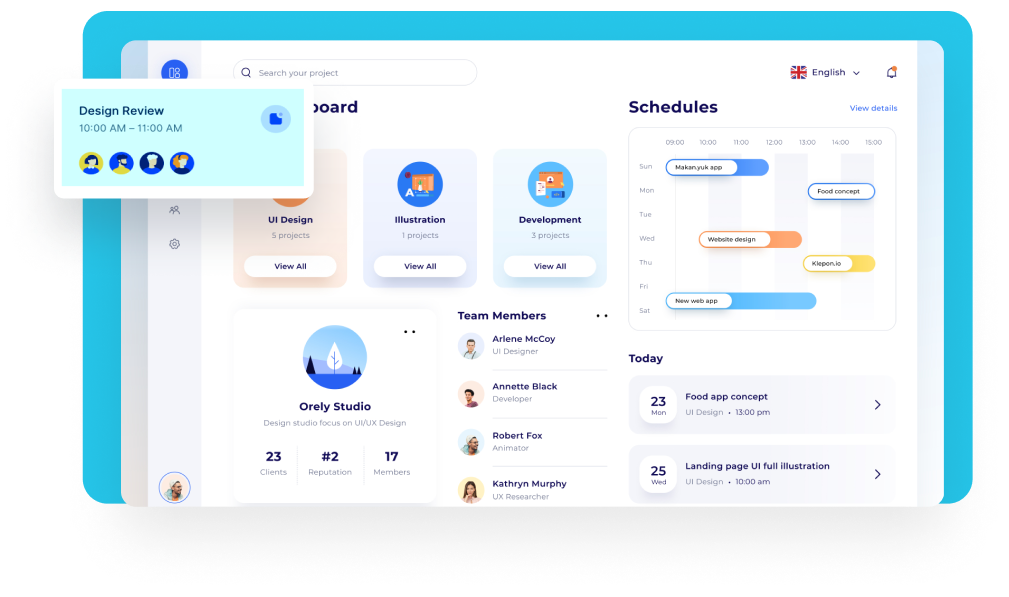 Search your project
English
Design Review
10:00 AM – 11:00 AM
board
UI Design
5 projects
View All
Illustration
1 projects
View All
Development
3 projects
View All
Schedules
View details
09:00 10:00 11:00 12:00 13:00 14:00 15:00
Sun
Makan.yuk app
Mon
Food concept
Tue
Wed
Website design
Thu
Klepon.io
Fri
New web app
Sat
Orely Studio
Design studio focus on UI/UX Design
23
Clients
#2
Reputation
17
Members
Team Members
Arlene McCoy
UI Designer
Annette Black
Developer
Robert Fox
Animator
Kathryn Murphy
UX Researcher
Today
23
Mon
Food app concept
UI Design • 13:00 pm
25
Wed
Landing page UI full illustration
UI Design • 10:00 am